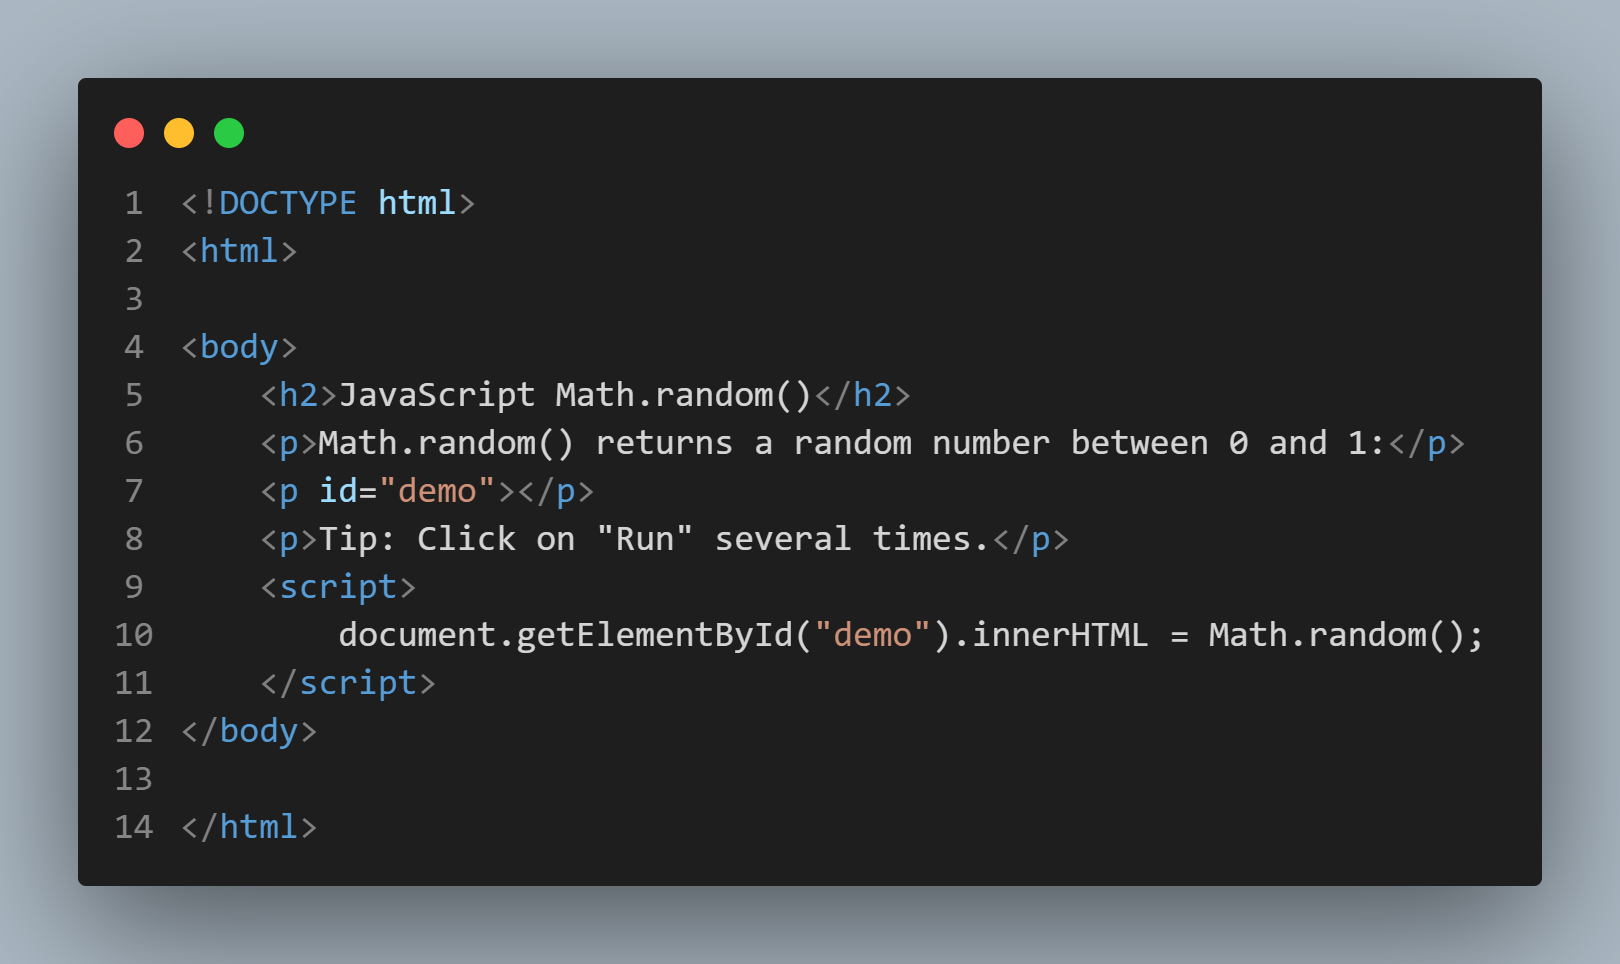 1 <!DOCTYPE html>
2 <html>
3
4 <body>
5     <h2>JavaScript Math.random()</h2>
6     <p>Math.random() returns a random number between 0 and 1:</p>
7     <p id="demo"></p>
8     <p>Tip: Click on "Run" several times.</p>
9     <script>
10         document.getElementById("demo").innerHTML = Math.random();
11     </script>
12 </body>
13
14 </html>